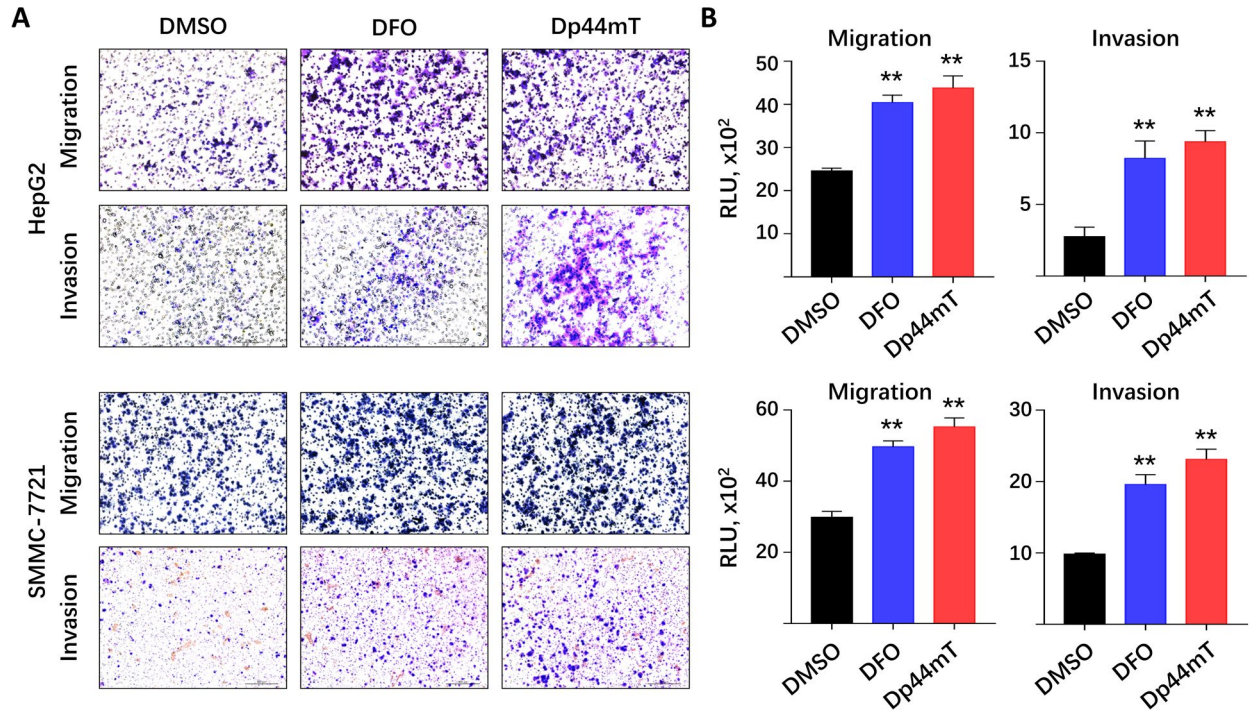 A
DMSO
DFO
Dp44mT
HepG2
Migration
Invasion
SMMC-7721
Migration
Invasion
B
Migration
RLU, x10²
50
40
30
20
10
**
**
DMSO
DFO
Dp44mT
Invasion
15
10
5
**
**
DMSO
DFO
Dp44mT
Migration
RLU, x10²
60
40
20
**
**
DMSO
DFO
Dp44mT
Invasion
30
20
10
**
**
DMSO
DFO
Dp44mT